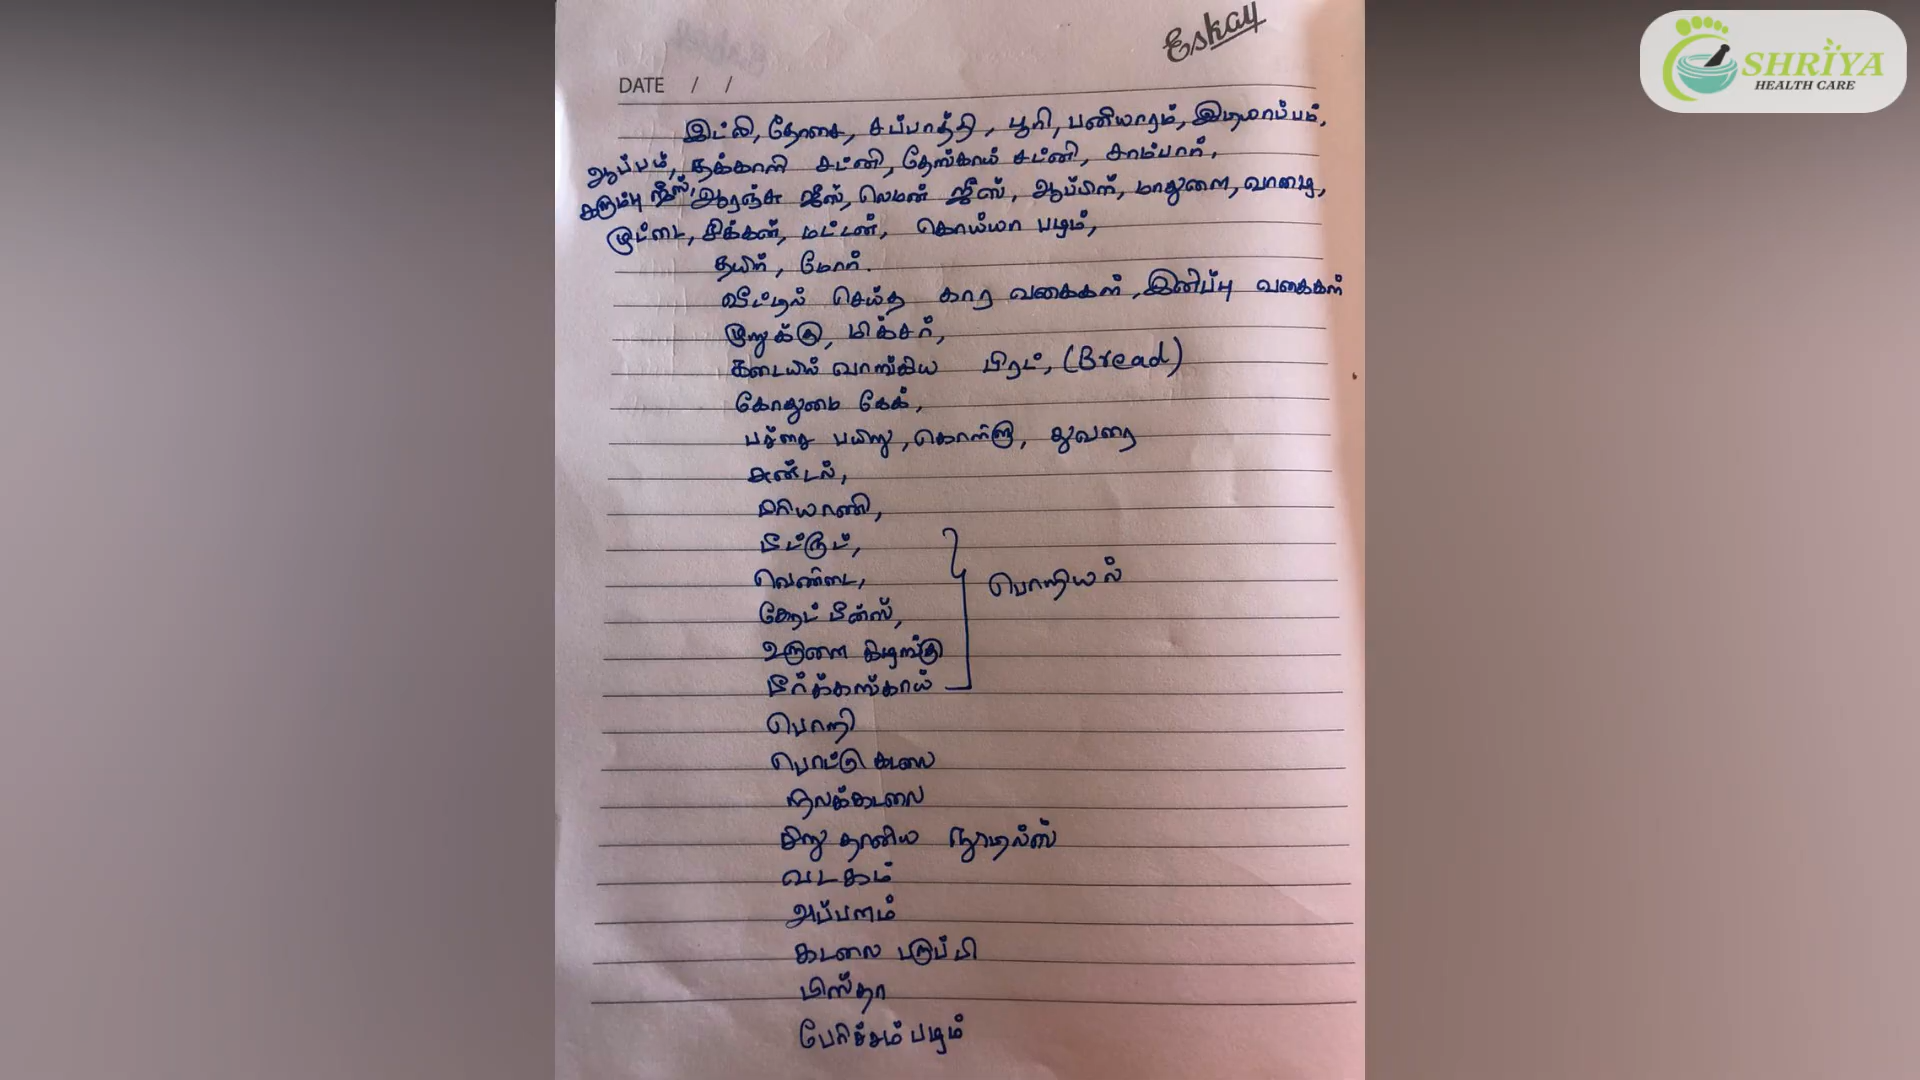 Eskay
SHRIYA
HEALTH CARE
DATE / /
இட்லி, தோசை, சப்பாத்தி, பூரி, பனியாரம், இடியாப்பம்,
ஆப்பம், தக்காளி சட்னி, தேங்காய் சட்னி, சாம்பார்,
கரும்பு ஜீஸ், ஆரஞ்சு ஜீஸ், லெமன் ஜீஸ், ஆப்பிள், மாதுளை, வாழை,
முட்டை, சிக்கன், மட்டன், கொய்யா பழம்,
தயிர், மோர்.
வீட்டில் செய்த கார வகைகள், இனிப்பு வகைகள்
முறுக்கு, மிக்சர்,
கடையில் வாங்கிய பிரட், (Bread)
கோதுமை கேக்,
பச்சை பயிறு, கொள்ளு, துவரை
சுண்டல்,
பிரியாணி,
பீட்ரூட்,
வெண்டை,
கேரட் பீன்ஸ்,
உருளை கிழங்கு
பீர்க்கங்காய்
பொறியல்
பொறி
பொட்டு கடலை
நிலக்கடலை
சிறு தானிய நூடில்ஸ்
வடகம்
அப்பளம்
கடலை பருப்பி
பிஸ்தா
பேரிச்சம் பழம்